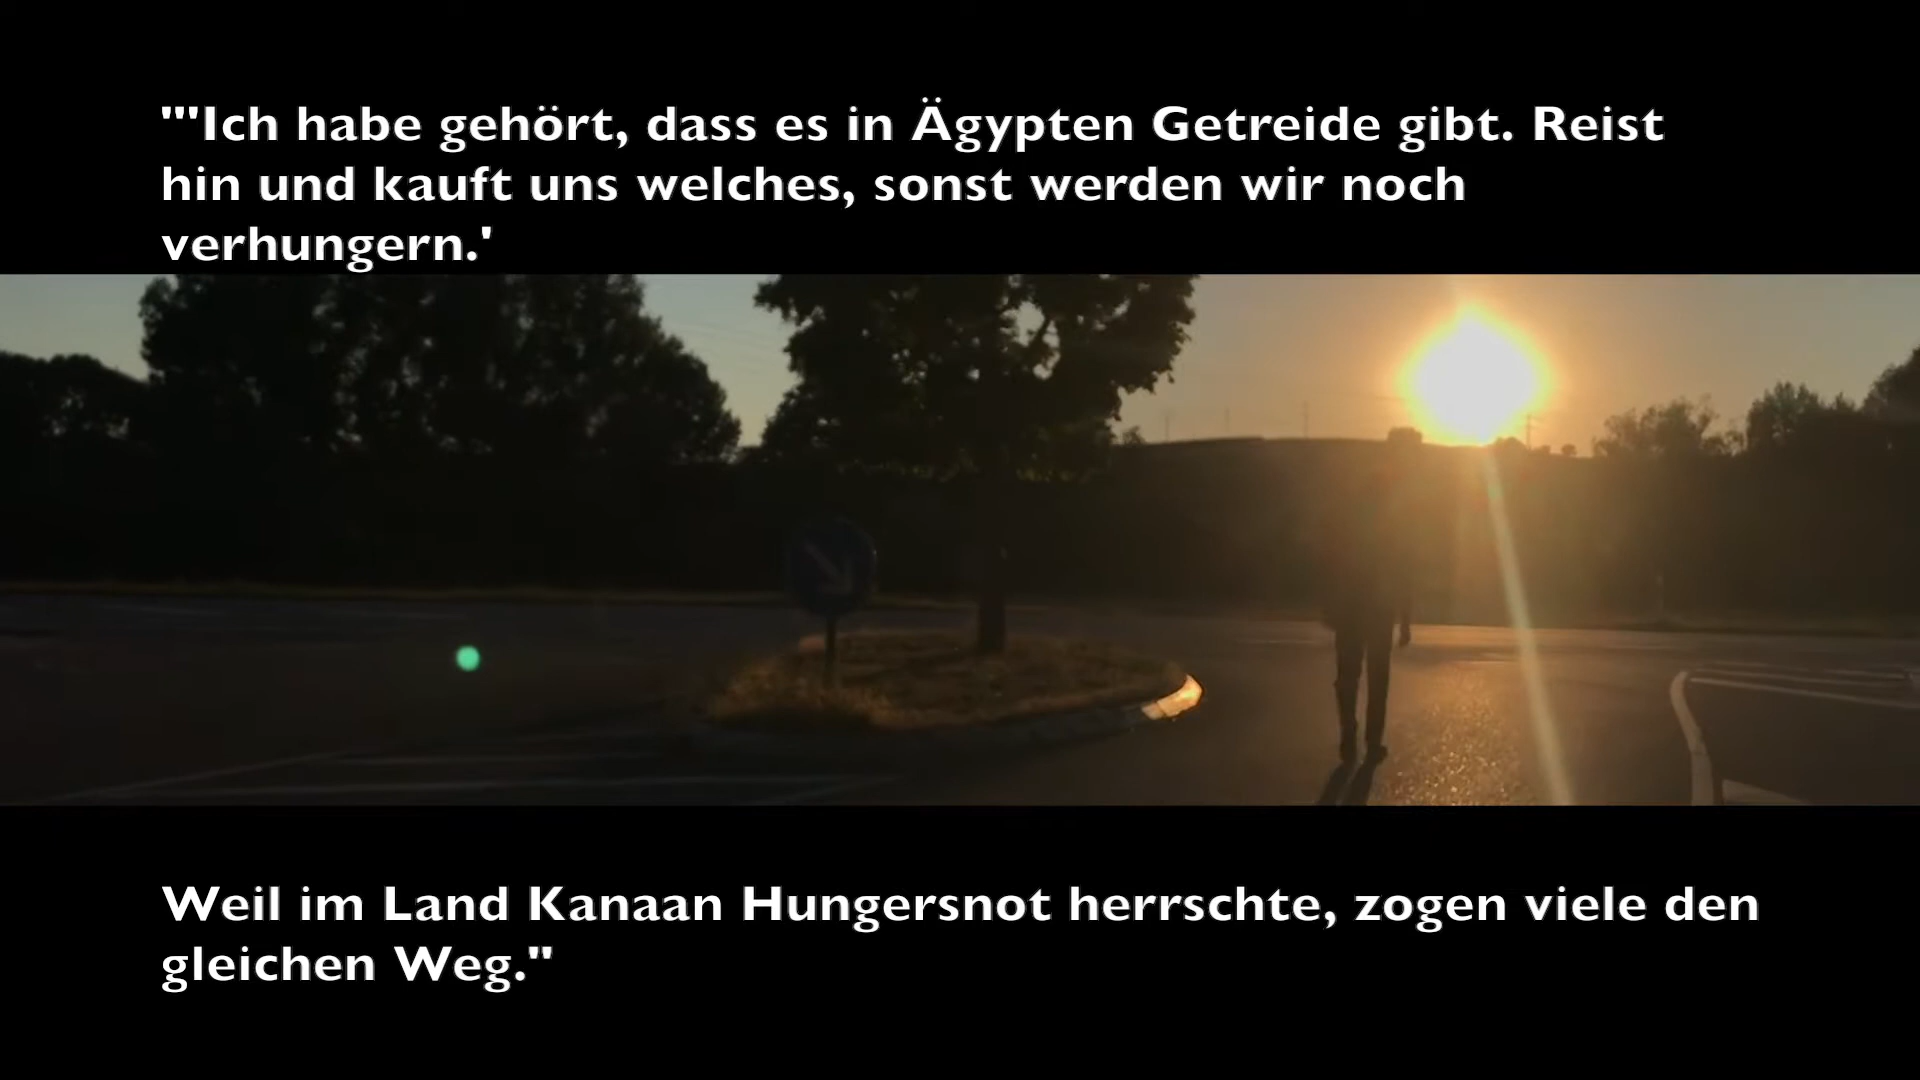 "'Ich habe gehört, dass es in Ägypten Getreide gibt. Reist
hin und kauft uns welches, sonst werden wir noch
verhungern.'
Weil im Land Kanaan Hungersnot herrschte, zogen viele den
gleichen Weg."